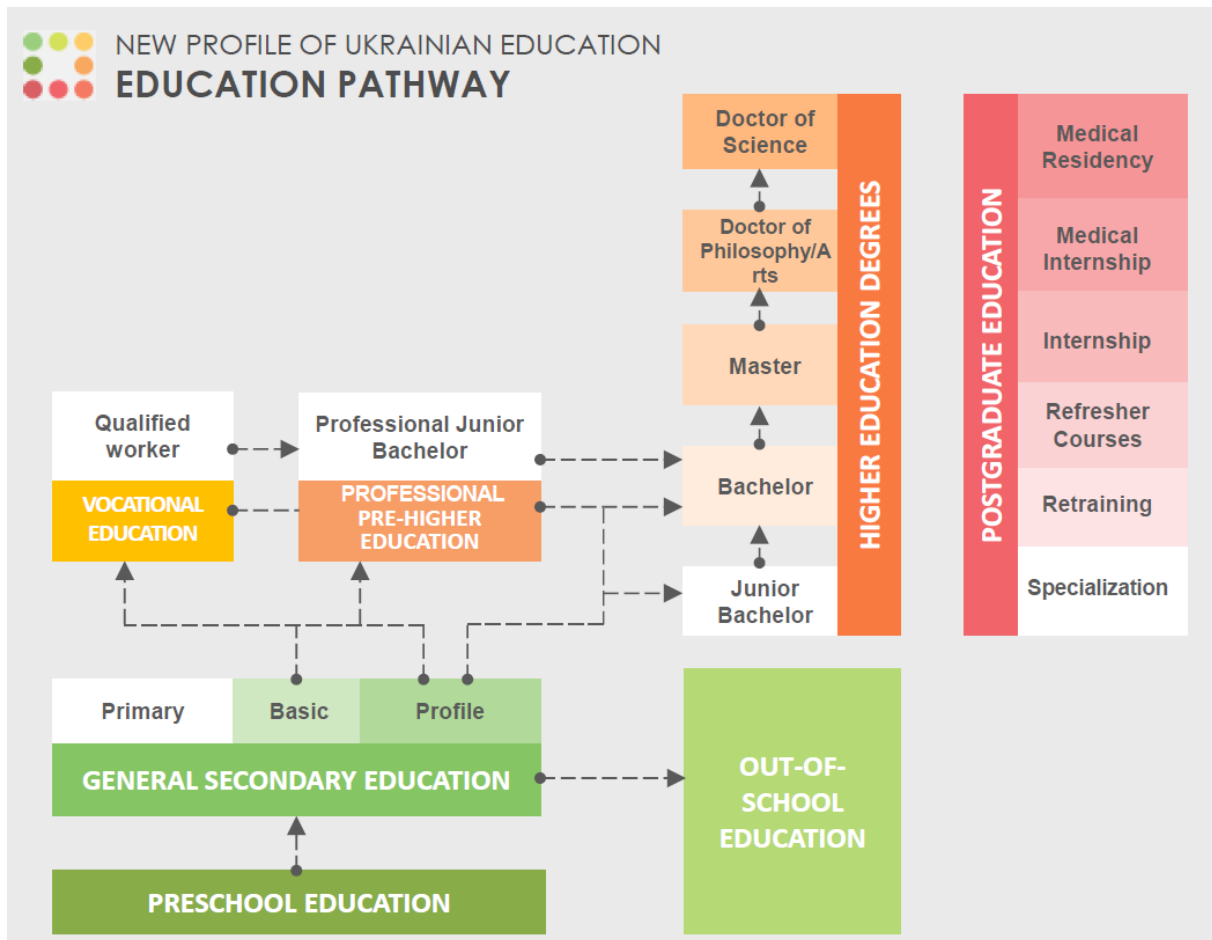 NEW PROFILE OF UKRAINIAN EDUCATION
EDUCATION PATHWAY
Doctor of
Science
Doctor of
Philosophy/A
rts
Master
Bachelor
Junior
Bachelor
HIGHER EDUCATION DEGREES
POSTGRADUATE EDUCATION
Medical
Residency
Medical
Internship
Internship
Refresher
Courses
Retraining
Specialization
Qualified
worker
VOCATIONAL
EDUCATION
Professional Junior
Bachelor
PROFESSIONAL
PRE-HIGHER
EDUCATION
Primary
Basic
Profile
GENERAL SECONDARY EDUCATION
OUT-OF-
SCHOOL
EDUCATION
PRESCHOOL EDUCATION